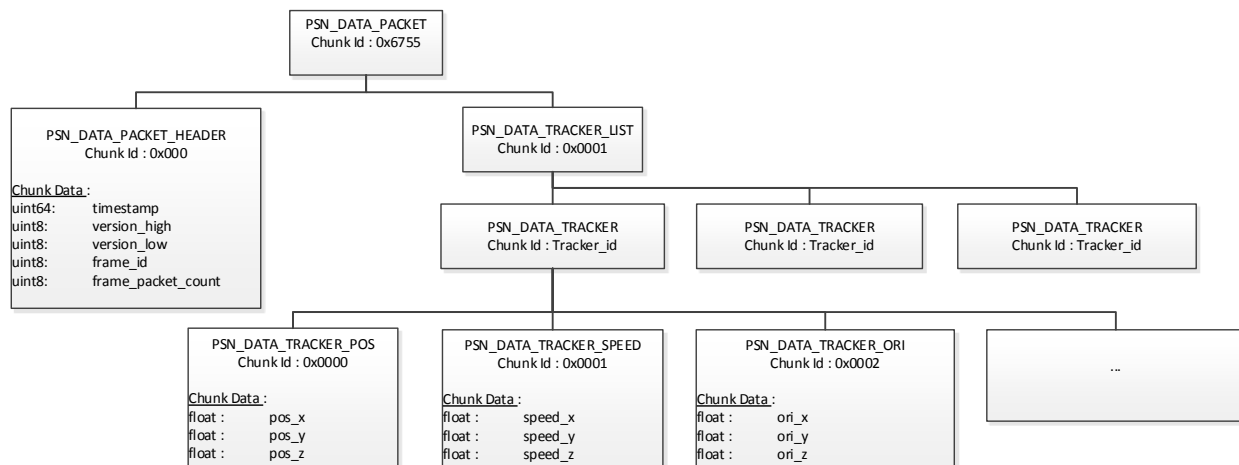 PSN_DATA_PACKET
Chunk Id : 0x6755
PSN_DATA_PACKET_HEADER
Chunk Id : 0x000
Chunk Data :
uint64: timestamp
uint8: version_high
uint8: version_low
uint8: frame_id
uint8: frame_packet_count
PSN_DATA_TRACKER_LIST
Chunk Id : 0x0001
PSN_DATA_TRACKER
Chunk Id : Tracker_id
PSN_DATA_TRACKER
Chunk Id : Tracker_id
PSN_DATA_TRACKER
Chunk Id : Tracker_id
PSN_DATA_TRACKER_POS
Chunk Id : 0x0000
Chunk Data :
float : pos_x
float : pos_y
float : pos_z
PSN_DATA_TRACKER_SPEED
Chunk Id : 0x0001
Chunk Data :
float : speed_x
float : speed_y
float : speed_z
PSN_DATA_TRACKER_ORI
Chunk Id : 0x0002
Chunk Data :
float : ori_x
float : ori_y
float : ori_z
...